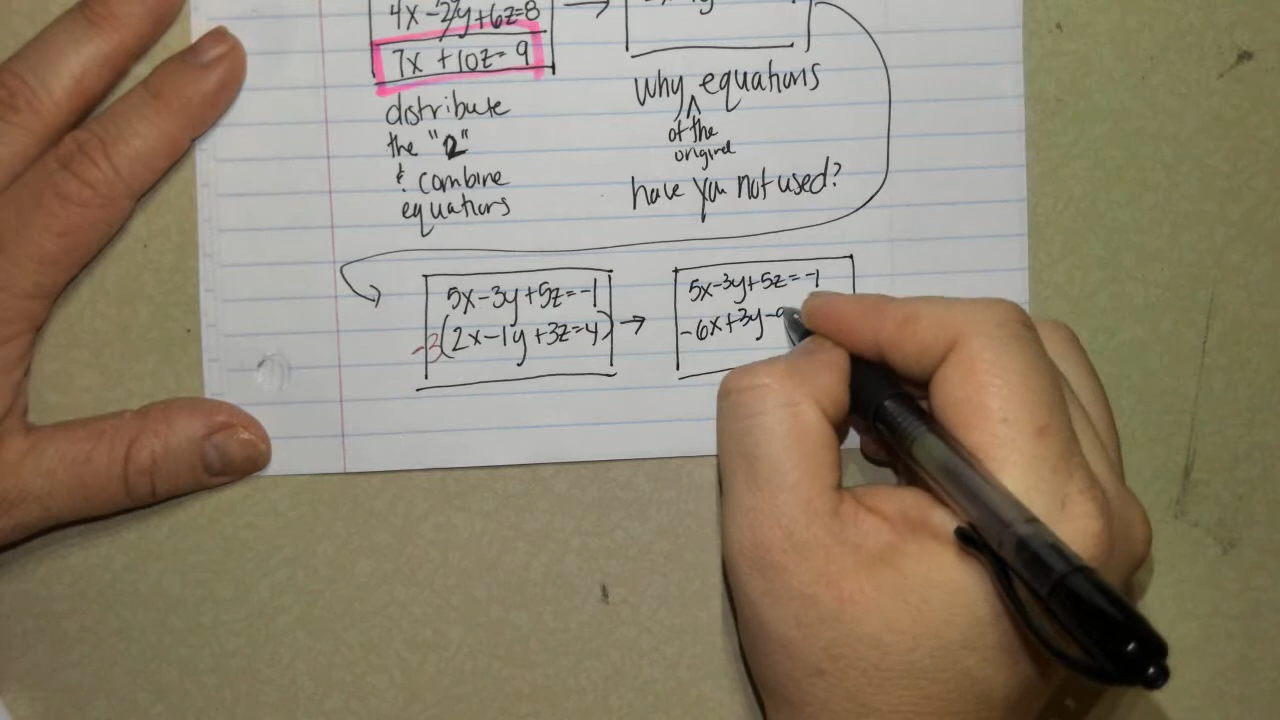 4x-2y+6z=8 →
7x +10z=9
distribute
the "2"
& combine
equations
why equations
of the
original
have you not used?
5x-3y+5z=-1
-3(2x-1y+3z=4) →
5x-3y+5z=-1
-6x+3y-9